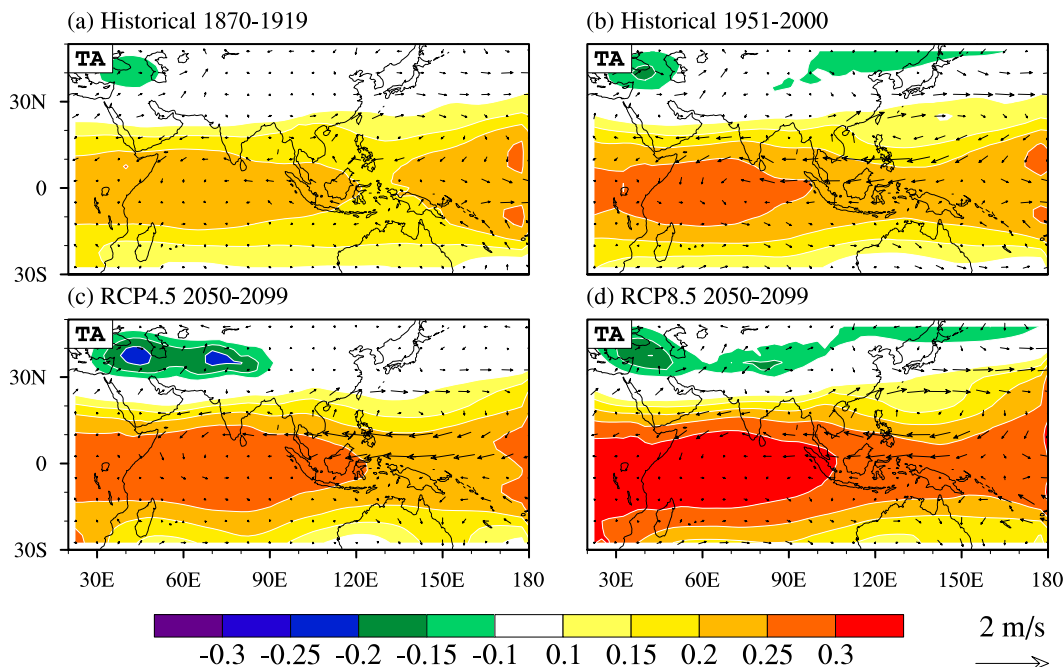 (a) Historical 1870-1919
(b) Historical 1951-2000
TA
TA
30N
0
30S
(c) RCP4.5 2050-2099
(d) RCP8.5 2050-2099
TA
TA
30N
0
30S
30E 60E 90E 120E 150E 180
30E 60E 90E 120E 150E 180
-0.3 -0.25 -0.2 -0.15 -0.1 0.1 0.15 0.2 0.25 0.3
2 m/s